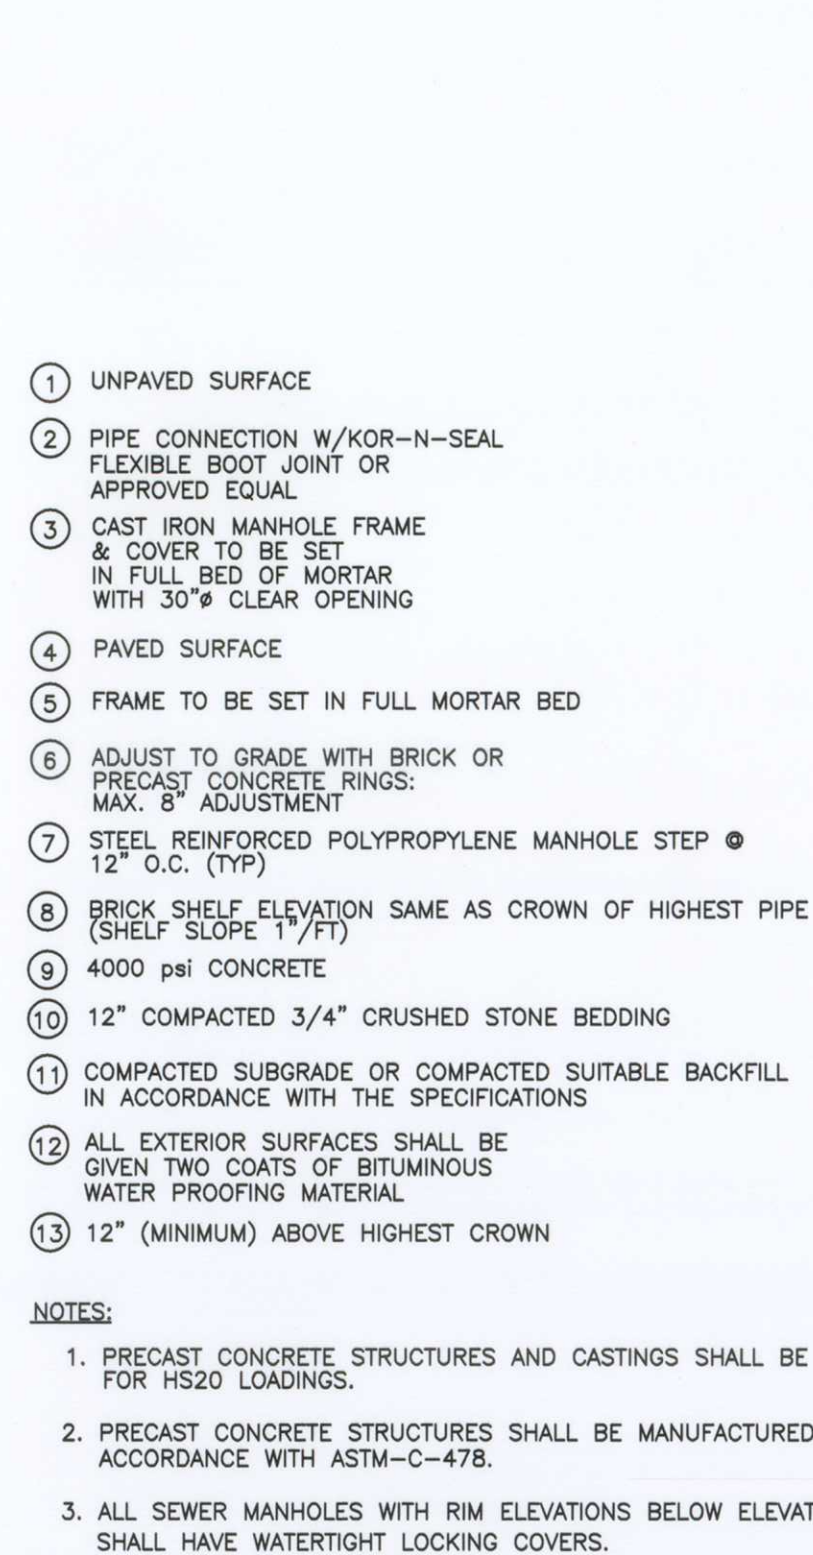 1 UNPAVED SURFACE
2 PIPE CONNECTION W/KOR-N-SEAL
FLEXIBLE BOOT JOINT OR
APPROVED EQUAL
3 CAST IRON MANHOLE FRAME
& COVER TO BE SET
IN FULL BED OF MORTAR
WITH 30"ø CLEAR OPENING
4 PAVED SURFACE
5 FRAME TO BE SET IN FULL MORTAR BED
6 ADJUST TO GRADE WITH BRICK OR
PRECAST CONCRETE RINGS:
MAX. 8" ADJUSTMENT
7 STEEL REINFORCED POLYPROPYLENE MANHOLE STEP @
12" O.C. (TYP)
8 BRICK SHELF ELEVATION SAME AS CROWN OF HIGHEST PIPE
(SHELF SLOPE 1"/FT)
9 4000 psi CONCRETE
10 12" COMPACTED 3/4" CRUSHED STONE BEDDING
11 COMPACTED SUBGRADE OR COMPACTED SUITABLE BACKFILL
IN ACCORDANCE WITH THE SPECIFICATIONS
12 ALL EXTERIOR SURFACES SHALL BE
GIVEN TWO COATS OF BITUMINOUS
WATER PROOFING MATERIAL
13 12" (MINIMUM) ABOVE HIGHEST CROWN
NOTES:
1. PRECAST CONCRETE STRUCTURES AND CASTINGS SHALL BE
FOR HS20 LOADINGS.
2. PRECAST CONCRETE STRUCTURES SHALL BE MANUFACTURED
ACCORDANCE WITH ASTM-C-478.
3. ALL SEWER MANHOLES WITH RIM ELEVATIONS BELOW ELEVAT
SHALL HAVE WATERTIGHT LOCKING COVERS.